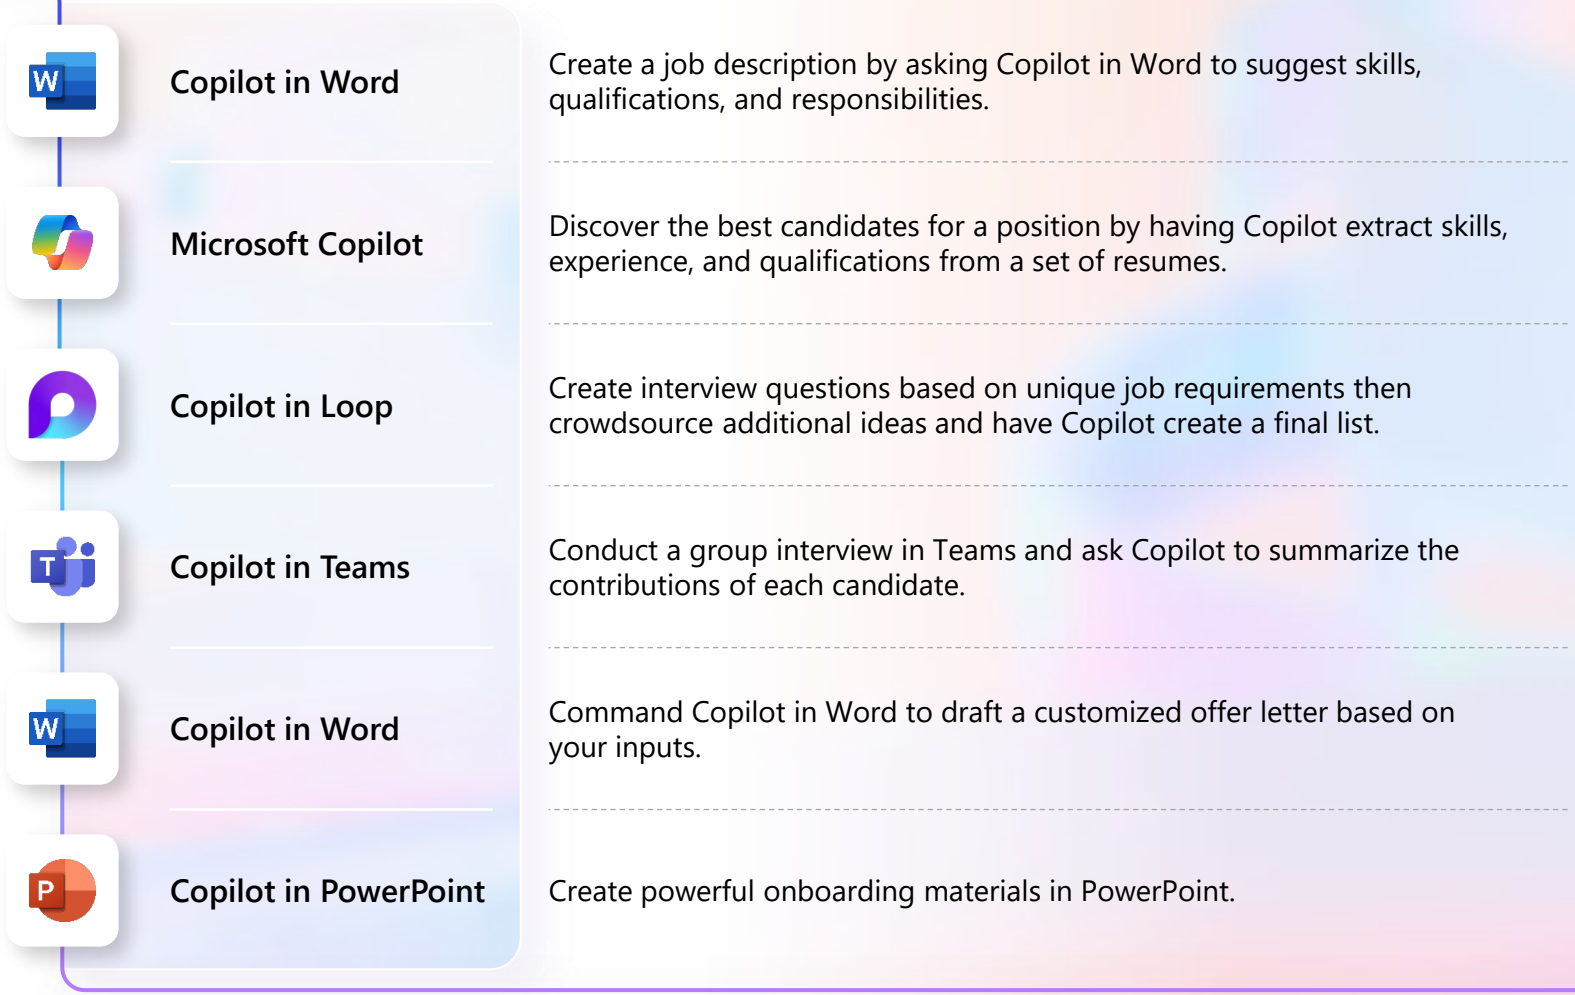 W
Copilot in Word
Create a job description by asking Copilot in Word to suggest skills,
qualifications, and responsibilities.
Microsoft Copilot
Discover the best candidates for a position by having Copilot extract skills,
experience, and qualifications from a set of resumes.
Copilot in Loop
Create interview questions based on unique job requirements then
crowdsource additional ideas and have Copilot create a final list.
T
Copilot in Teams
Conduct a group interview in Teams and ask Copilot to summarize the
contributions of each candidate.
W
Copilot in Word
Command Copilot in Word to draft a customized offer letter based on
your inputs.
P
Copilot in PowerPoint
Create powerful onboarding materials in PowerPoint.